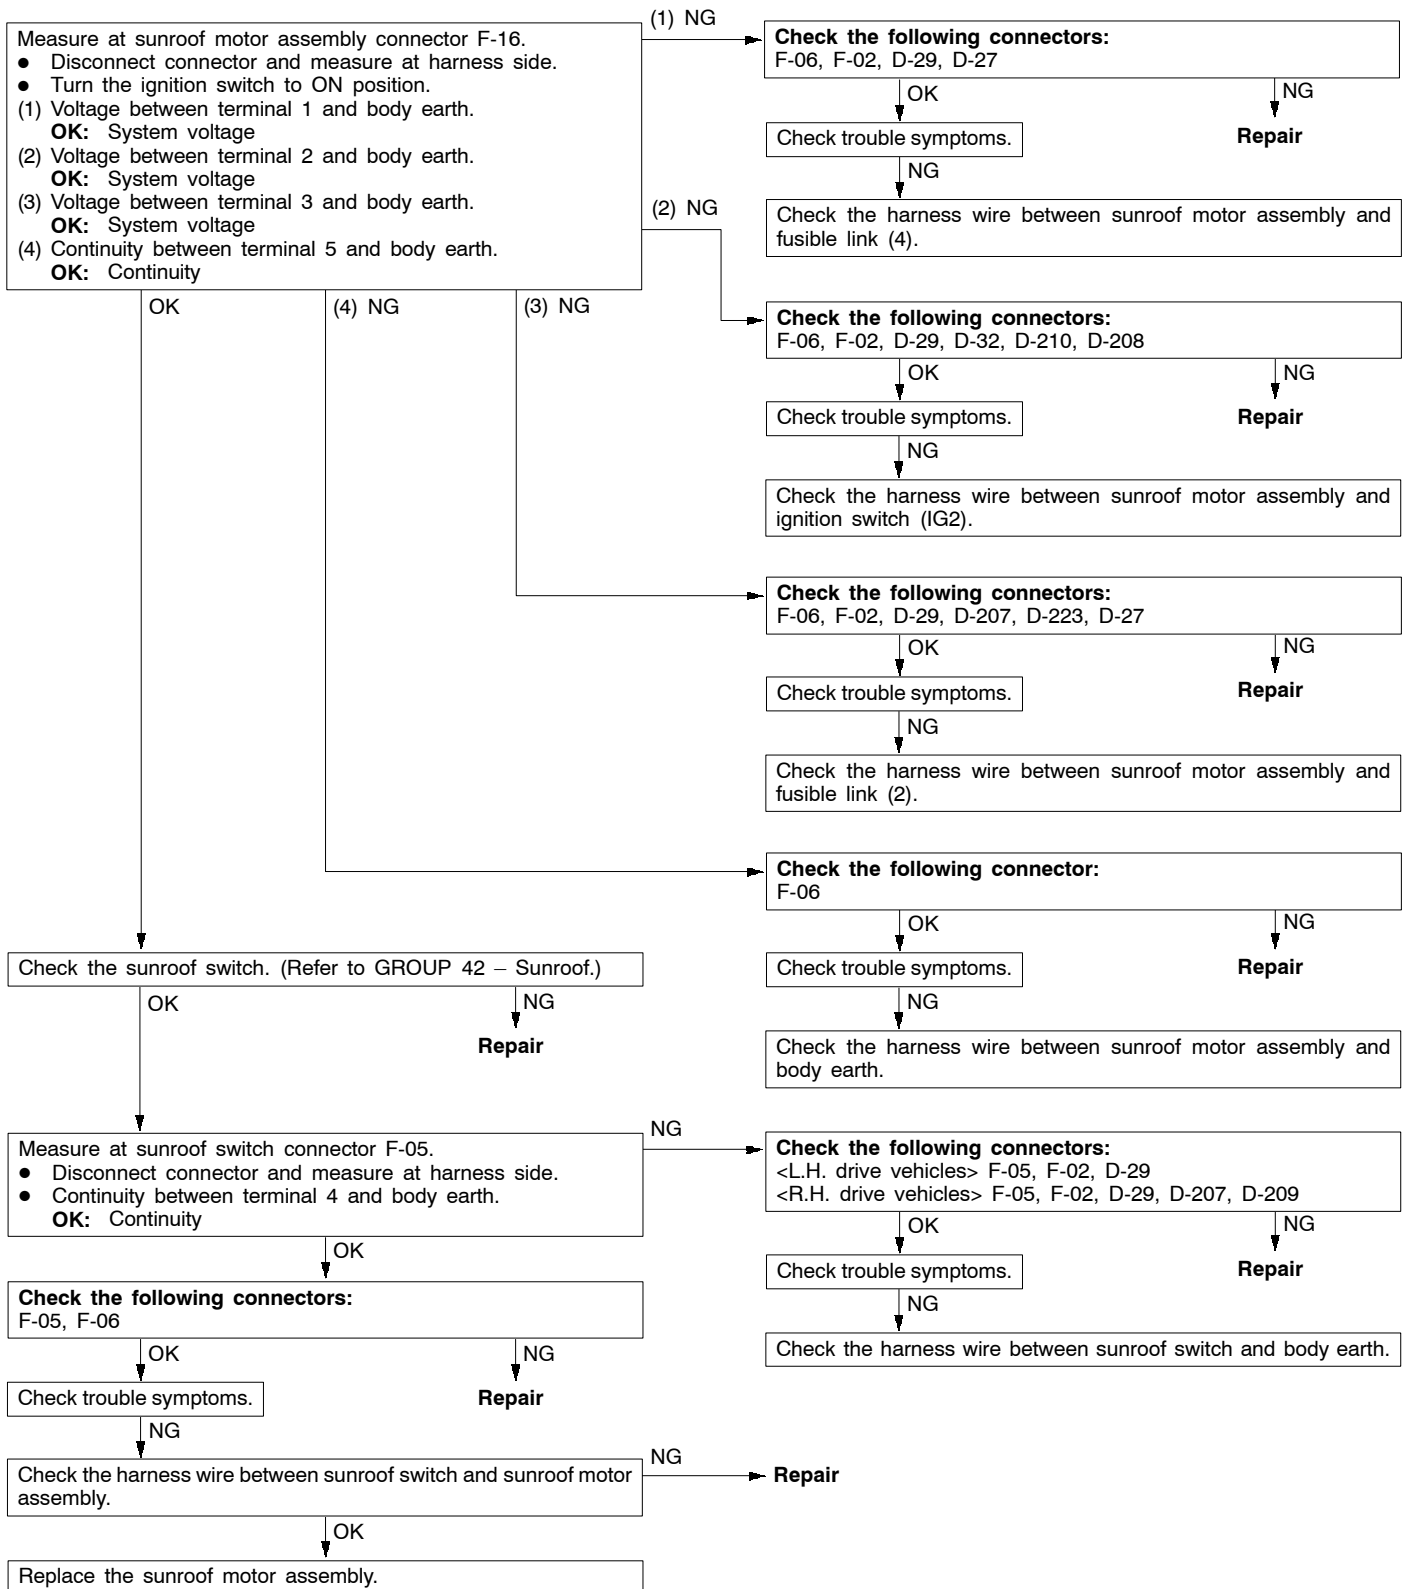 (1) NG
Measure at sunroof motor assembly connector F-16.
● Disconnect connector and measure at harness side.
● Turn the ignition switch to ON position.
(1) Voltage between terminal 1 and body earth.
OK: System voltage
(2) Voltage between terminal 2 and body earth.
OK: System voltage
(3) Voltage between terminal 3 and body earth.
OK: System voltage
(4) Continuity between terminal 5 and body earth.
OK: Continuity
Check the following connectors:
F-06, F-02, D-29, D-27
OK
NG
Check trouble symptoms.
Repair
NG
Check the harness wire between sunroof motor assembly and
fusible link (4).
(2) NG
OK
(4) NG
(3) NG
Check the following connectors:
F-06, F-02, D-29, D-32, D-210, D-208
OK
NG
Check trouble symptoms.
Repair
NG
Check the harness wire between sunroof motor assembly and
ignition switch (IG2).
Check the following connectors:
F-06, F-02, D-29, D-207, D-223, D-27
OK
NG
Check trouble symptoms.
Repair
NG
Check the harness wire between sunroof motor assembly and
fusible link (2).
Check the following connector:
F-06
OK
NG
Check trouble symptoms.
Repair
NG
Check the harness wire between sunroof motor assembly and
body earth.
Check the sunroof switch. (Refer to GROUP 42 – Sunroof.)
OK
NG
Repair
Measure at sunroof switch connector F-05.
● Disconnect connector and measure at harness side.
● Continuity between terminal 4 and body earth.
OK: Continuity
NG
Check the following connectors:
<L.H. drive vehicles> F-05, F-02, D-29
<R.H. drive vehicles> F-05, F-02, D-29, D-207, D-209
OK
NG
Check trouble symptoms.
Repair
NG
Check the harness wire between sunroof switch and body earth.
OK
Check the following connectors:
F-05, F-06
OK
NG
Check trouble symptoms.
Repair
NG
Check the harness wire between sunroof switch and sunroof motor
assembly.
NG
Repair
OK
Replace the sunroof motor assembly.